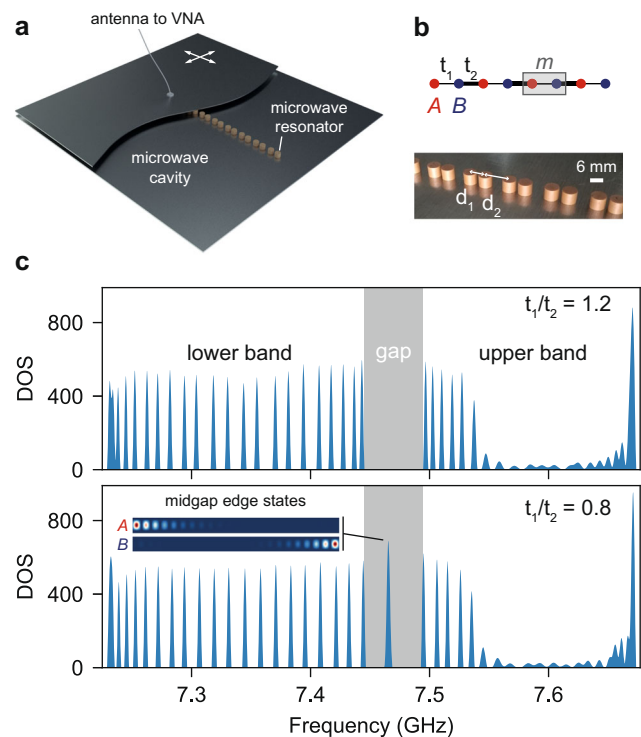 a
antenna to VNA
microwave
resonator
microwave
cavity
b
m
t1 t2
A B
6 mm
d1 d2
c
t1/t2 = 1.2
800
lower band gap upper band
400
0
DOS
midgap edge states
t1/t2 = 0.8
A
B
800
400
0
DOS
7.3 7.4 7.5 7.6
Frequency (GHz)